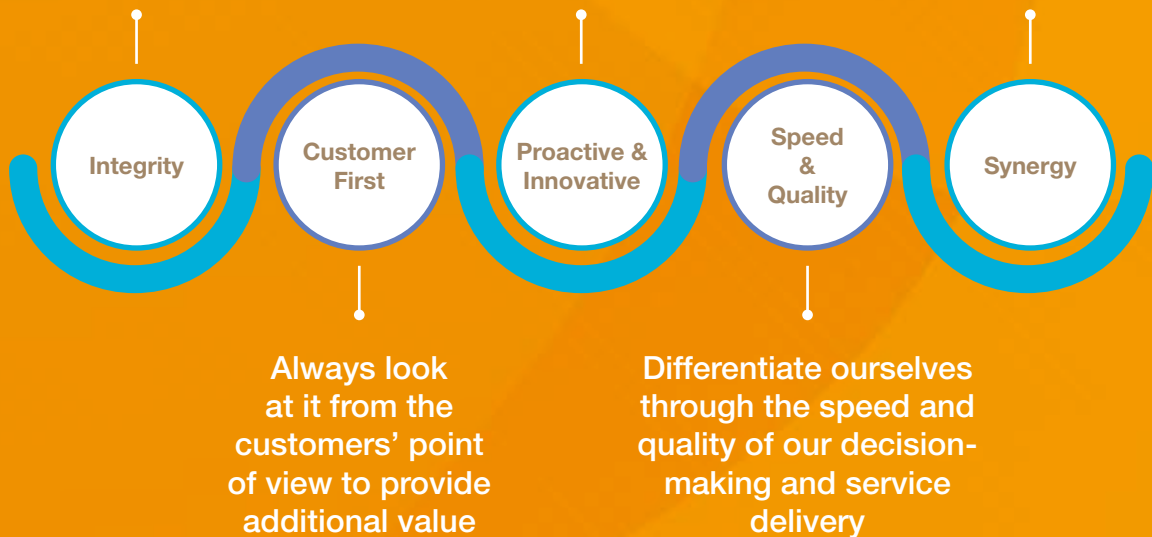 Integrity
Customer
First
Proactive &
Innovative
Speed
&
Quality
Synergy
Always look
at it from the
customers’ point
of view to provide
additional value
Differentiate ourselves
through the speed and
quality of our decision-
making and service
delivery